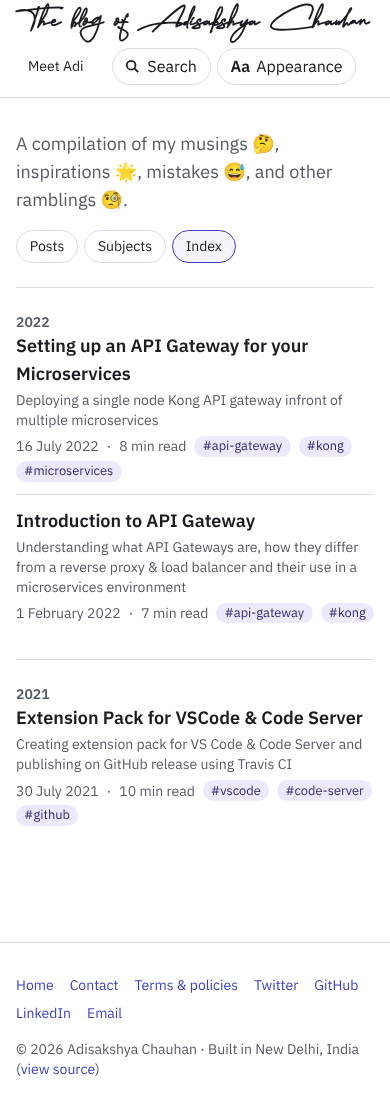 The blog of Adisakshya Chauhan
Meet Adi
Search
Aa Appearance
A compilation of my musings 🤔,
inspirations 🌟, mistakes 😅, and other
ramblings 🧐.
Posts Subjects Index
2022
Setting up an API Gateway for your
Microservices
Deploying a single node Kong API gateway infront of
multiple microservices
16 July 2022 · 8 min read #api-gateway #kong
#microservices
Introduction to API Gateway
Understanding what API Gateways are, how they differ
from a reverse proxy & load balancer and their use in a
microservices environment
1 February 2022 · 7 min read #api-gateway #kong
2021
Extension Pack for VSCode & Code Server
Creating extension pack for VS Code & Code Server and
publishing on GitHub release using Travis CI
30 July 2021 · 10 min read #vscode #code-server
#github
Home Contact Terms & policies Twitter GitHub
LinkedIn Email
© 2026 Adisakshya Chauhan · Built in New Delhi, India
(view source)